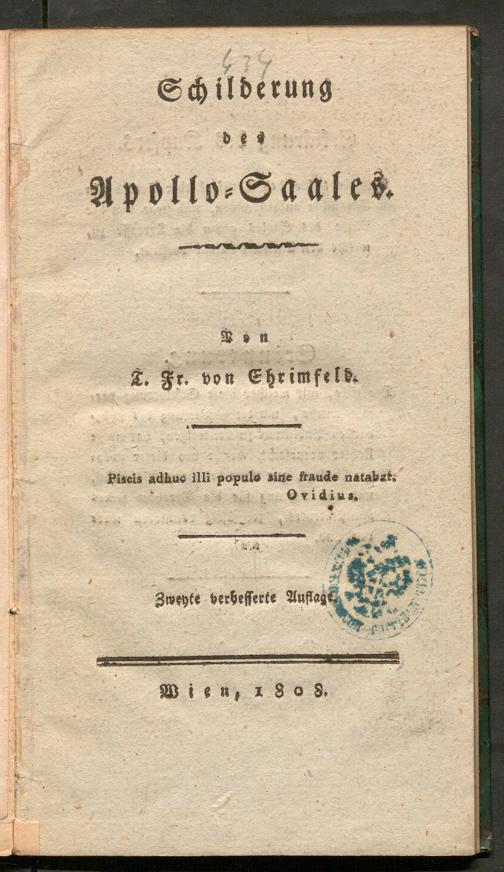 434
Schilderung
des
Apollo-Saales.
Von
T. Fr. von Ehrimfeld.
Piscis adhuc illi populo sine fraude natabat.
Ovidius.
Zweyte verbesserte Auflage.
Wien, 1808.